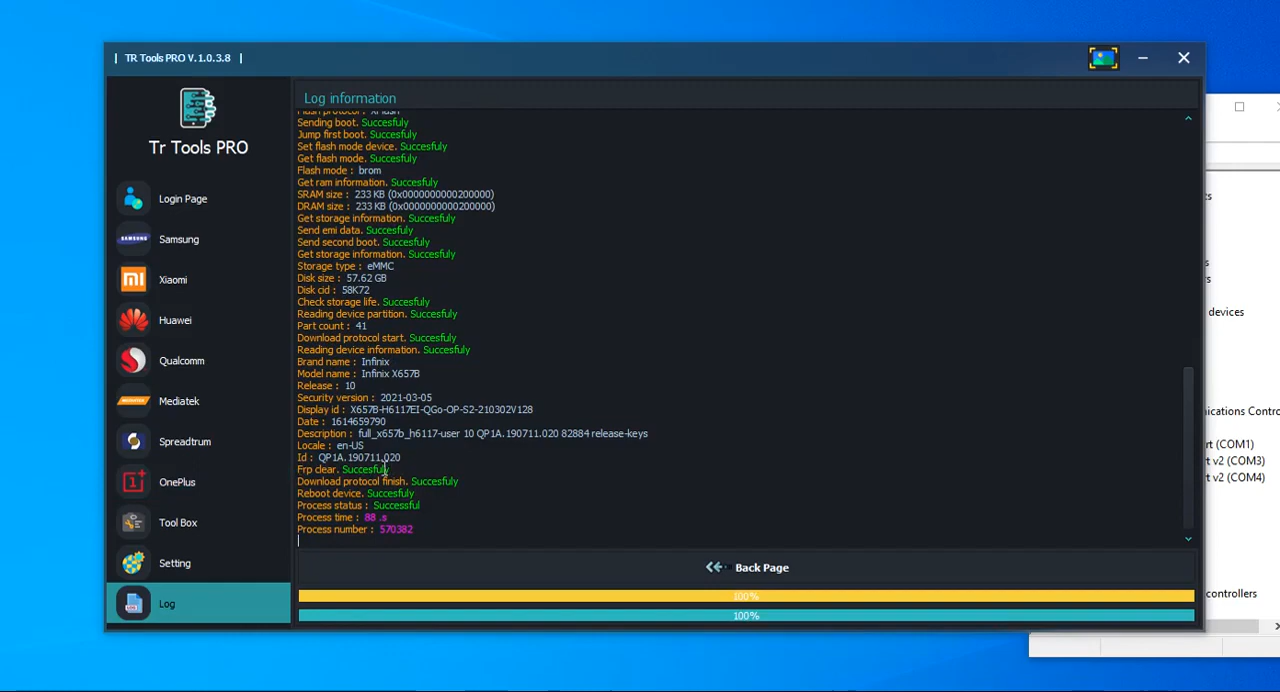 | TR Tools PRO V.1.0.3.8 |
Tr Tools PRO
Login Page
Samsung
Xiaomi
Huawei
Qualcomm
Mediatek
Spreadtrum
OnePlus
Tool Box
Setting
Log
Log information
Flash protocol : xFlash
Sending boot. Succesfuly
Jump first boot. Succesfuly
Set flash mode device. Succesfuly
Get flash mode. Succesfuly
Flash mode : brom
Get ram information. Succesfuly
SRAM size : 233 KB (0x0000000000200000)
DRAM size : 233 KB (0x0000000000200000)
Get storage information. Succesfuly
Send emi data. Succesfuly
Send second boot. Succesfuly
Get storage information. Succesfuly
Storage type : eMMC
Disk size : 57.62 GB
Disk cid : 58K72
Check storage life. Succesfuly
Reading device partition. Succesfuly
Part count : 41
Download protocol start. Succesfuly
Reading device information. Succesfuly
Brand name : Infinix
Model name : Infinix X657B
Release : 10
Security version : 2021-03-05
Display id : X657B-H6117EI-QGo-OP-S2-210302V128
Date : 1614659790
Description : full_x657b_h6117-user 10 QP1A.190711.020 82884 release-keys
Locale : en-US
Id : QP1A.190711.020
Frp clear. Succesfuly
Download protocol finish. Succesfuly
Reboot device. Succesfuly
Process status : Successful
Process time : 88 .s
Process number : 570382
Back Page
100%
100%
devices
rt (COM1)
rt v2 (COM3)
rt v2 (COM4)
controllers